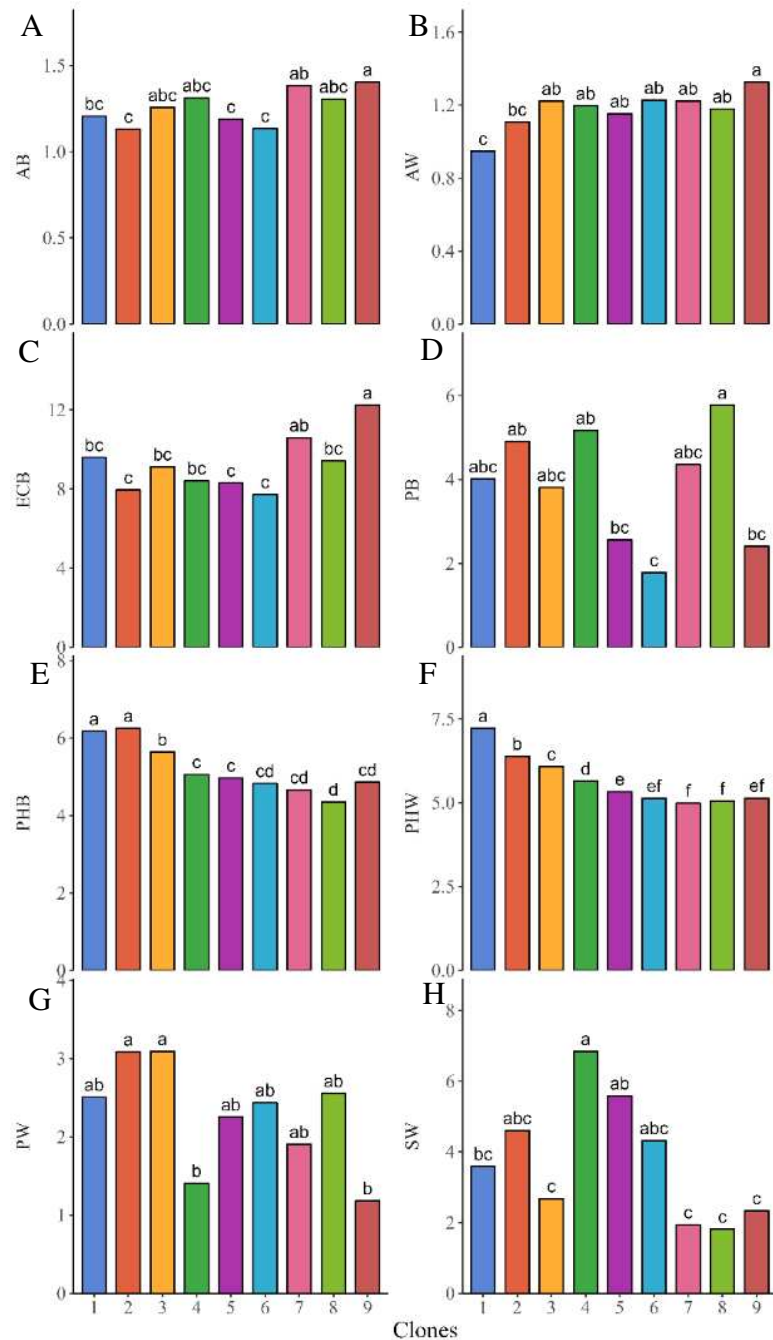 A
AB
1.5
1.0
0.5
0.0
bc c abc abc c c ab abc a
B
AW
1.6
1.2
0.8
0.4
0.0
c bc ab ab ab ab ab ab a
C
ECB
12
8
4
0
bc c bc bc c c ab bc a
D
PB
6
4
2
0
abc ab abc ab bc c abc a bc
E
PHB
8
6
4
2
0
a a b c c cd cd d cd
F
PHW
7.5
5.0
2.5
0.0
a b c d e ef f f ef
G
PW
4
3
2
1
0
ab a a b ab ab ab ab b
1 2 3 4 5 6 7 8 9
H
SW
8
6
4
2
0
bc abc c a ab abc c c c
1 2 3 4 5 6 7 8 9
Clones